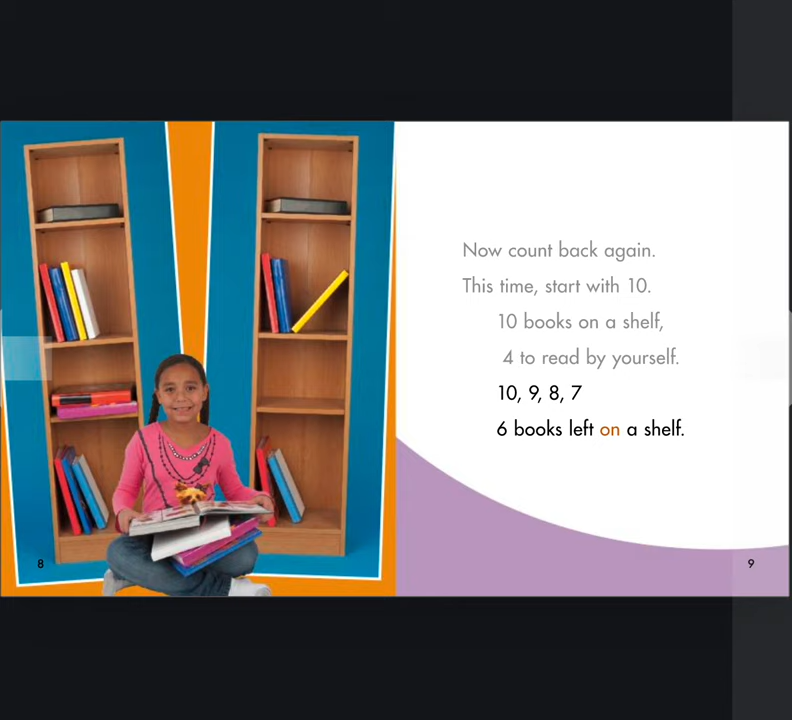 Now count back again.
This time, start with 10.
10 books on a shelf,
4 to read by yourself.
10, 9, 8, 7
6 books left on a shelf.
8
9